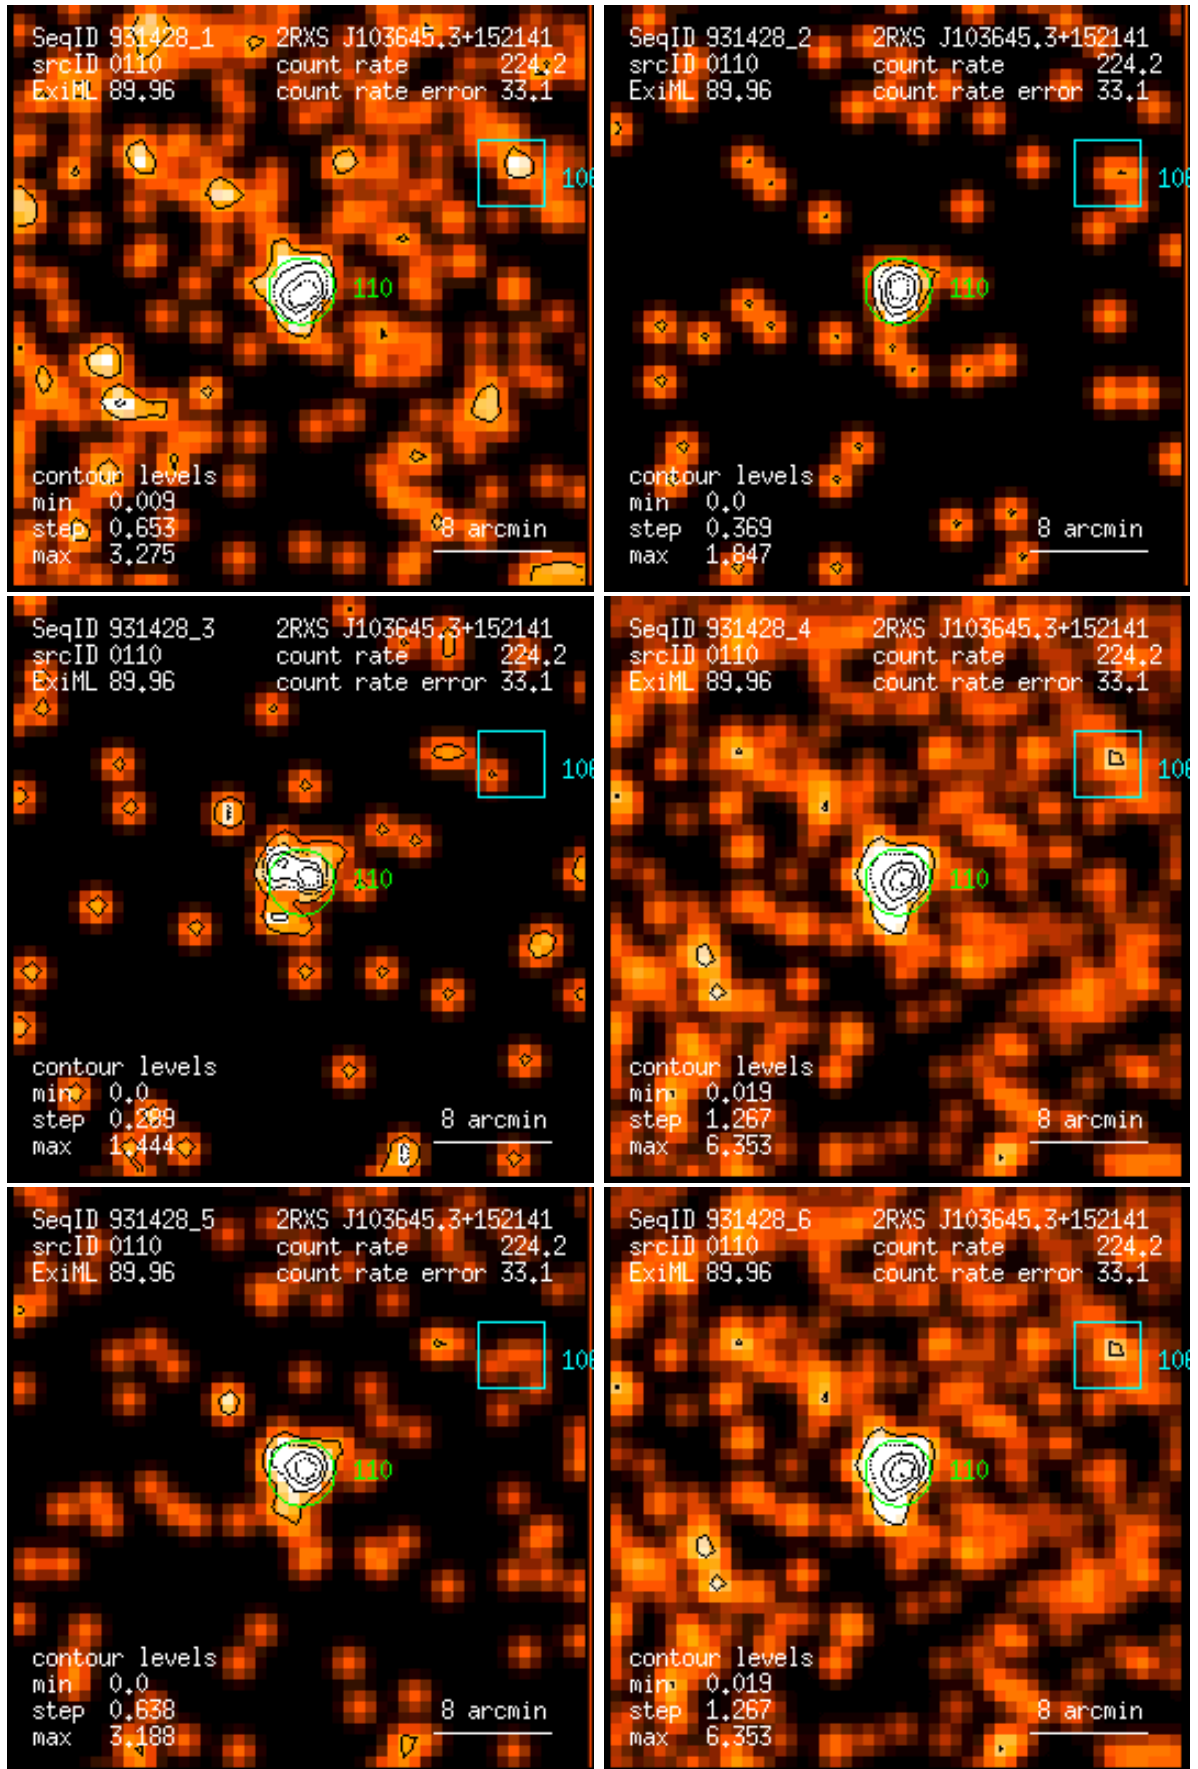 SeqID 931428_1 2RXS J103645.3+152141
srcID 0110 count rate 224.2
ExiML 89.96 count rate error 33.1
106
110
contour levels
min 0.009
step 0.653 8 arcmin
max 3.275
SeqID 931428_2 2RXS J103645.3+152141
srcID 0110 count rate 224.2
ExiML 89.96 count rate error 33.1
106
110
contour levels
min 0.0
step 0.369 8 arcmin
max 1.847
SeqID 931428_3 2RXS J103645.3+152141
srcID 0110 count rate 224.2
ExiML 89.96 count rate error 33.1
106
110
contour levels
min 0.0
step 0.289 8 arcmin
max 1.444
SeqID 931428_4 2RXS J103645.3+152141
srcID 0110 count rate 224.2
ExiML 89.96 count rate error 33.1
106
110
contour levels
min 0.019
step 1.267 8 arcmin
max 6.353
SeqID 931428_5 2RXS J103645.3+152141
srcID 0110 count rate 224.2
ExiML 89.96 count rate error 33.1
106
110
contour levels
min 0.0
step 0.638 8 arcmin
max 3.188
SeqID 931428_6 2RXS J103645.3+152141
srcID 0110 count rate 224.2
ExiML 89.96 count rate error 33.1
106
110
contour levels
min 0.019
step 1.267 8 arcmin
max 6.353